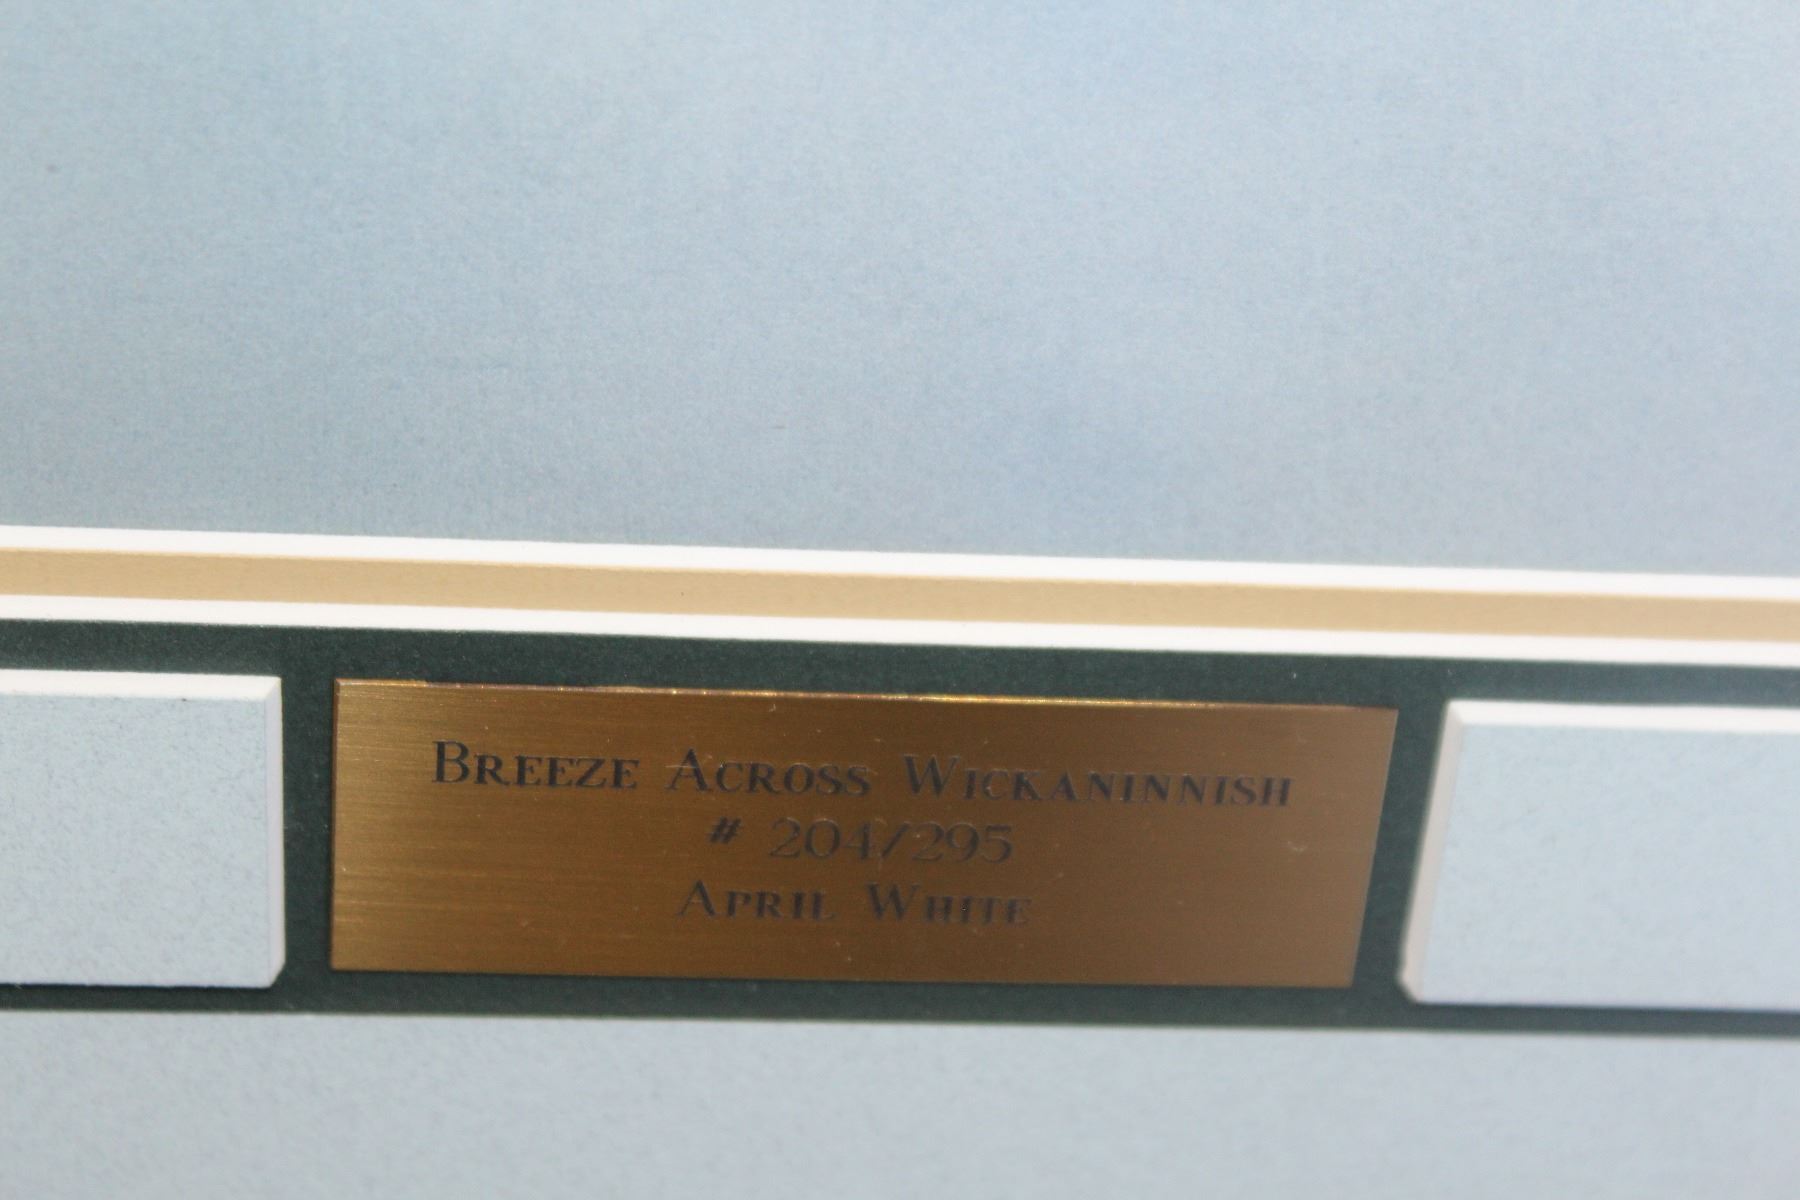 Breeze Across Wickaninnish
# 204/295
April White